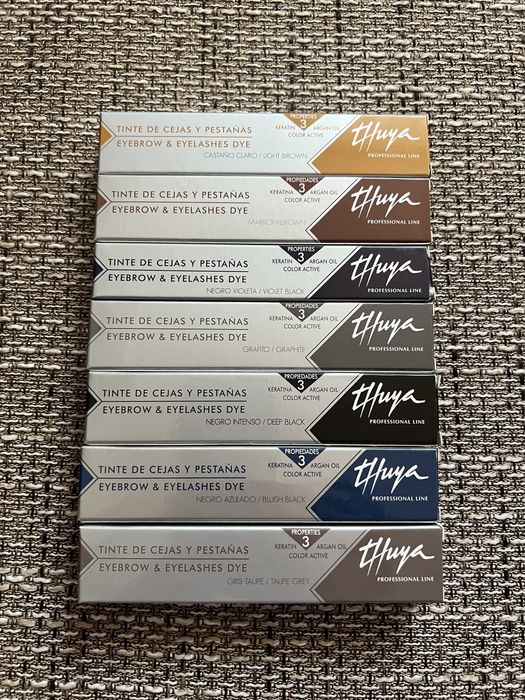 PROPERTIES
3
KERATIN ARGAN OIL
COLOR ACTIVE
TINTE DE CEJAS Y PESTAÑAS
EYEBROW & EYELASHES DYE
CASTAÑO CLARO / LIGHT BROWN
tHuya
PROFESSIONAL LINE
PROPIEDADES
3
KERATINA ARGAN OIL
COLOR ACTIVE
TINTE DE CEJAS Y PESTAÑAS
EYEBROW & EYELASHES DYE
MARRON/BROWN
tHuya
PROFESSIONAL LINE
PROPERTIES
3
KERATIN ARGAN OIL
COLOR ACTIVE
TINTE DE CEJAS Y PESTAÑAS
EYEBROW & EYELASHES DYE
NEGRO VIOLETA / VIOLET BLACK
tHuya
PROFESSIONAL LINE
PROPIEDADES
3
KERATINA ARGAN OIL
COLOR ACTIVE
TINTE DE CEJAS Y PESTAÑAS
EYEBROW & EYELASHES DYE
GRAFITO / GRAPHITE
tHuya
PROFESSIONAL LINE
PROPIEDADES
3
KERATINA ARGAN OIL
COLOR ACTIVE
TINTE DE CEJAS Y PESTAÑAS
EYEBROW & EYELASHES DYE
NEGRO INTENSO / DEEP BLACK
tHuya
PROFESSIONAL LINE
PROPIEDADES
3
KERATINA ARGAN OIL
COLOR ACTIVE
TINTE DE CEJAS Y PESTAÑAS
EYEBROW & EYELASHES DYE
NEGRO AZULADO / BLUISH BLACK
tHuya
PROFESSIONAL LINE
PROPERTIES
3
KERATIN ARGAN OIL
COLOR ACTIVE
TINTE DE CEJAS Y PESTAÑAS
EYEBROW & EYELASHES DYE
GRIS TAUPÉ / TAUPE GREY
tHuya
PROFESSIONAL LINE